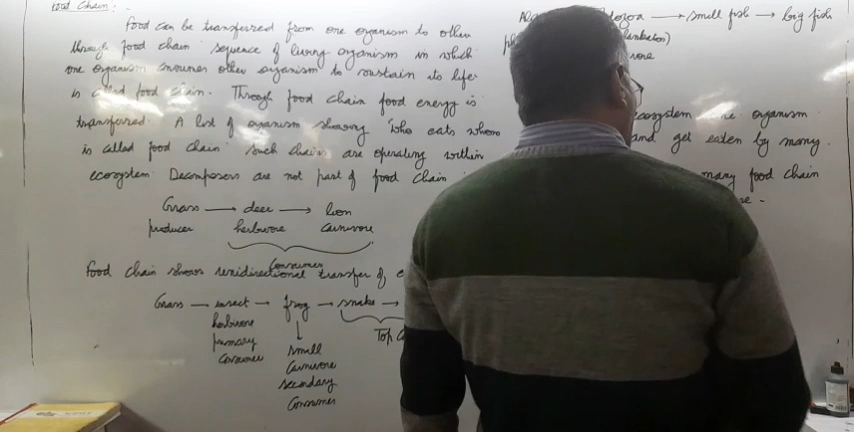 Food Chain:-
Food can be transferred from one organism to other
through food chain sequence of living organism in which
one organism consumes other organism to sustain its life
is called food chain. Through food chain food energy is
transferred. A list of organism showing "Who eats whom
is called food chain such chains are operating within
ecosystem. Decomposers are not part of food chain
Grass → deer → lion
producer herbivore carnivore
Consumer
Food chain shows unidirectional transfer of
Grass → insect → frog → snake →
herbivore
primary
consumer
small
carnivore
secondary
consumer
Top
→ small fish → big fish
ecosystem organism
and get eaten by many.
many food chain